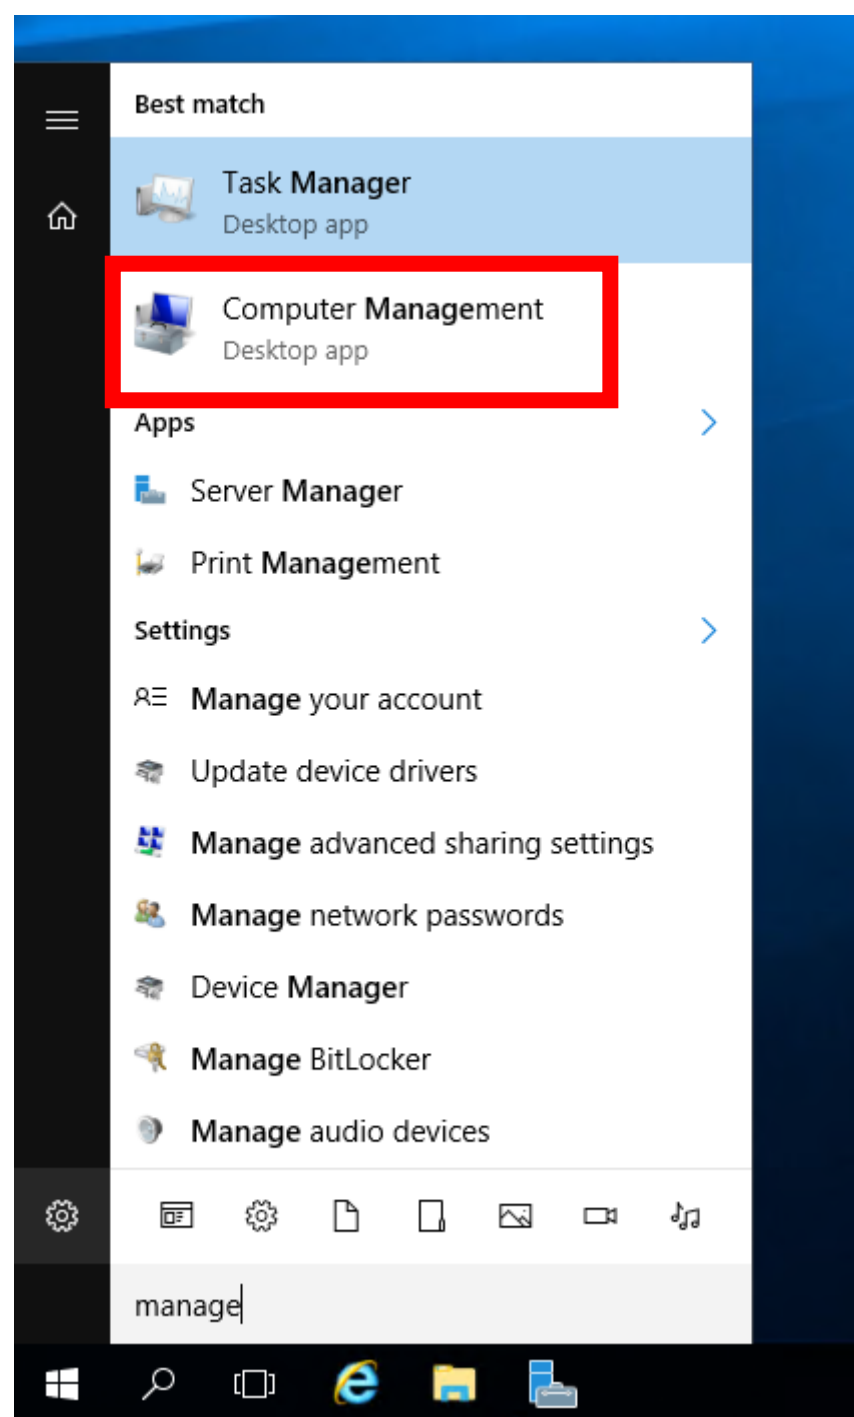 Best match
Task Manager
Desktop app
Computer Management
Desktop app
Apps
Server Manager
Print Management
Settings
Manage your account
Update device drivers
Manage advanced sharing settings
Manage network passwords
Device Manager
Manage BitLocker
Manage audio devices
manage